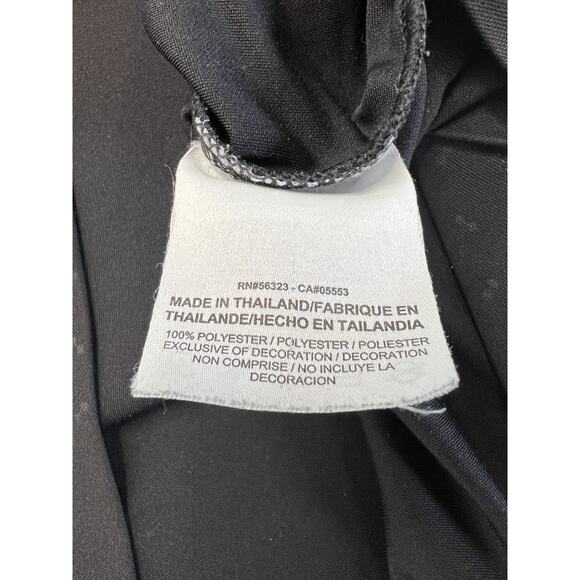 RN#56323 - CA#05553
MADE IN THAILAND/FABRIQUE EN
THAILANDE/HECHO EN TAILANDIA
100% POLYESTER / POLYESTER / POLIESTER
EXCLUSIVE OF DECORATION / DECORATION
NON COMPRISE / NO INCLUYE LA
DECORACION